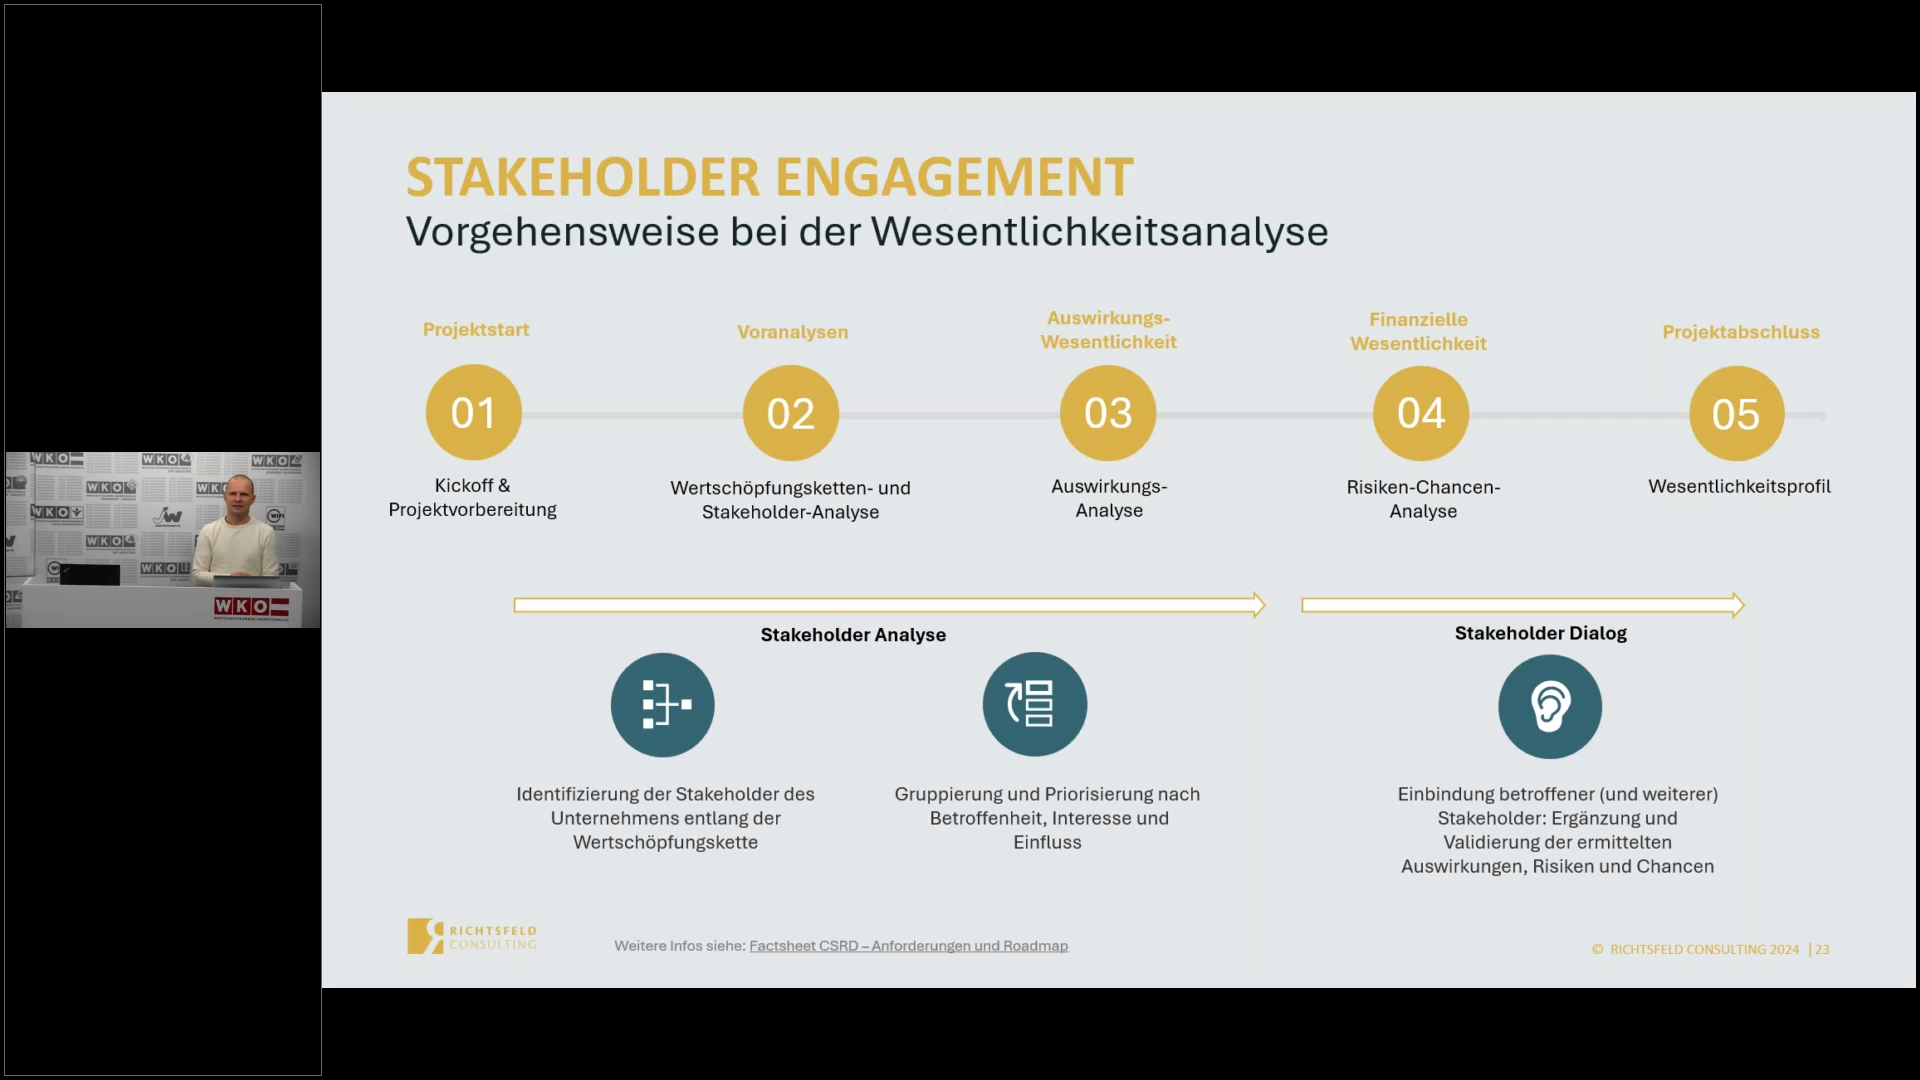 STAKEHOLDER ENGAGEMENT
Vorgehensweise bei der Wesentlichkeitsanalyse
Projektstart
Voranalysen
Auswirkungs-
Wesentlichkeit
Finanzielle
Wesentlichkeit
Projektabschluss
01
02
03
04
05
Kickoff &
Projektvorbereitung
Wertschöpfungsketten- und
Stakeholder-Analyse
Auswirkungs-
Analyse
Risiken-Chancen-
Analyse
Wesentlichkeitsprofil
Stakeholder Analyse
Stakeholder Dialog
Identifizierung der Stakeholder des
Unternehmens entlang der
Wertschöpfungskette
Gruppierung und Priorisierung nach
Betroffenheit, Interesse und
Einfluss
Einbindung betroffener (und weiterer)
Stakeholder: Ergänzung und
Validierung der ermittelten
Auswirkungen, Risiken und Chancen
RICHTSFELD
CONSULTING
Weitere Infos siehe: Factsheet CSRD – Anforderungen und Roadmap
© RICHTSFELD CONSULTING 2024 | 23
WKO
WKO
WKO
WKO
WKO
WKO
WKO
WKO